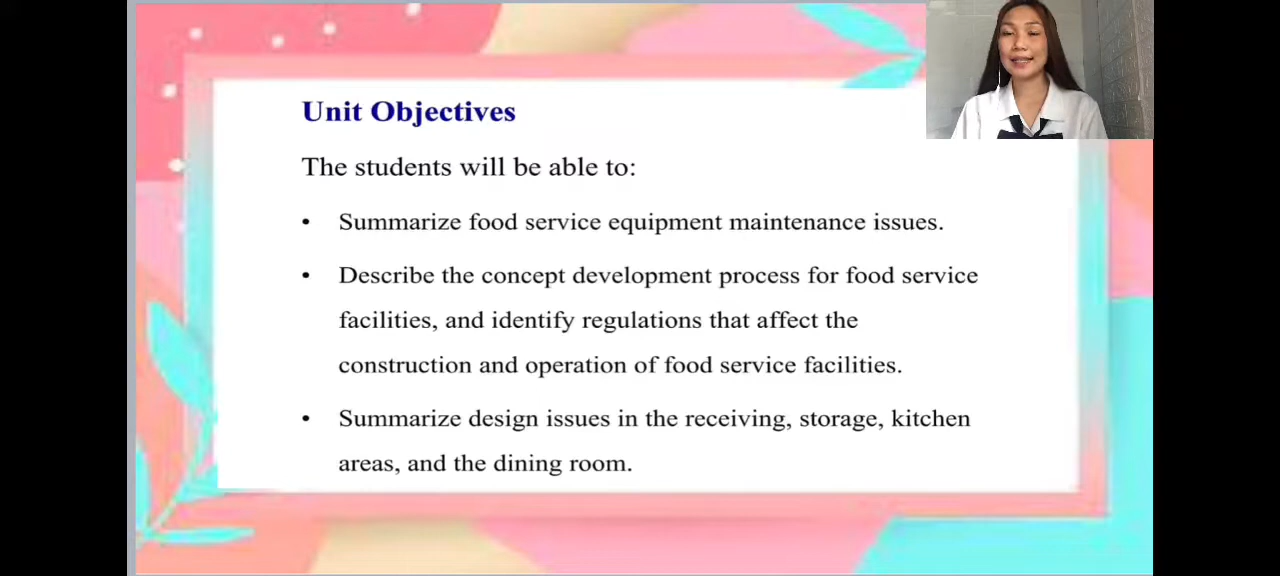 Unit Objectives
The students will be able to:
• Summarize food service equipment maintenance issues.
• Describe the concept development process for food service
facilities, and identify regulations that affect the
construction and operation of food service facilities.
• Summarize design issues in the receiving, storage, kitchen
areas, and the dining room.